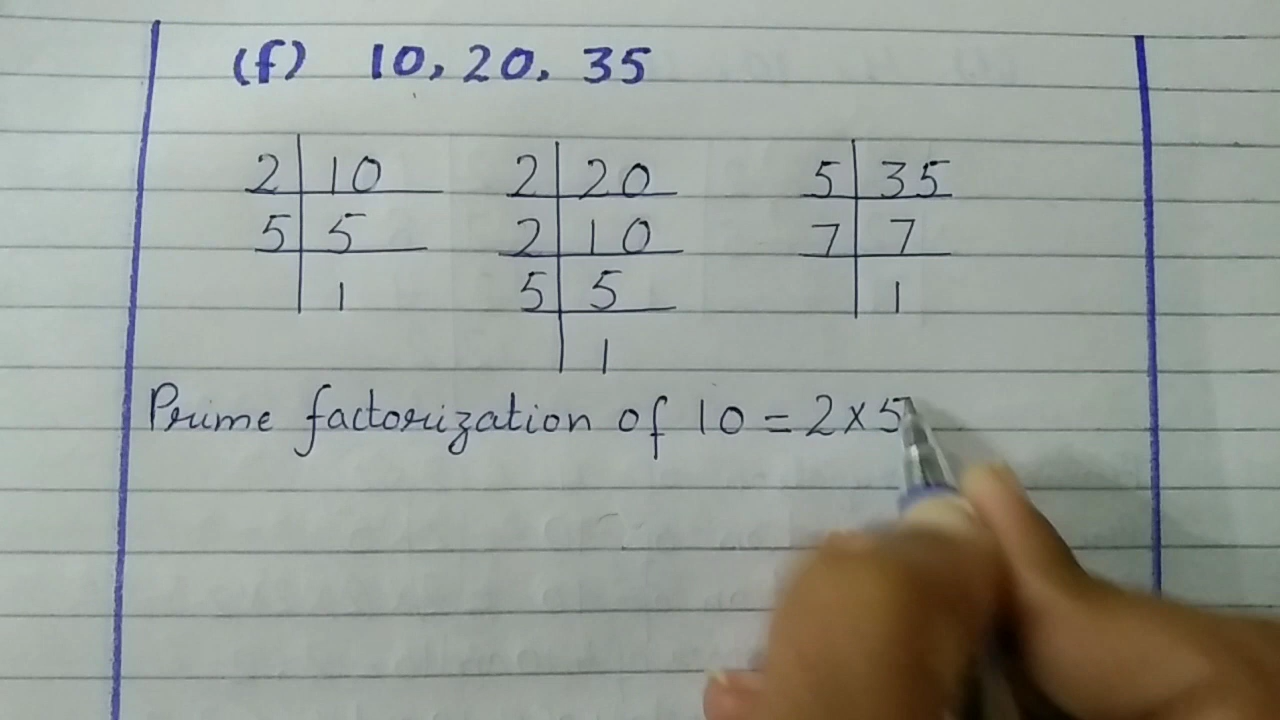 (f) 10, 20, 35
2 10 2 20 5 35
5 5 2 10 7 7
1 5 5 1
1
Prime factorization of 10 = 2 × 5